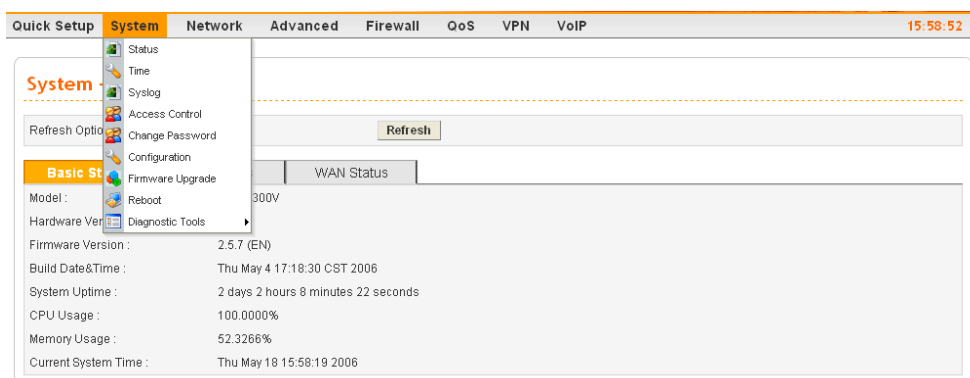 Quick Setup System Network Advanced Firewall QoS VPN VoIP 15:58:52
Status
Time
System -
Syslog
Access Control
Refresh Optio
Refresh
Change Password
Configuration
Basic St
WAN Status
Firmware Upgrade
Model :
Reboot
300V
Hardware Ver
Diagnostic Tools
Firmware Version : 2.5.7 (EN)
Build Date&Time : Thu May 4 17:18:30 CST 2006
System Uptime : 2 days 2 hours 8 minutes 22 seconds
CPU Usage : 100.0000%
Memory Usage : 52.3266%
Current System Time : Thu May 18 15:58:19 2006